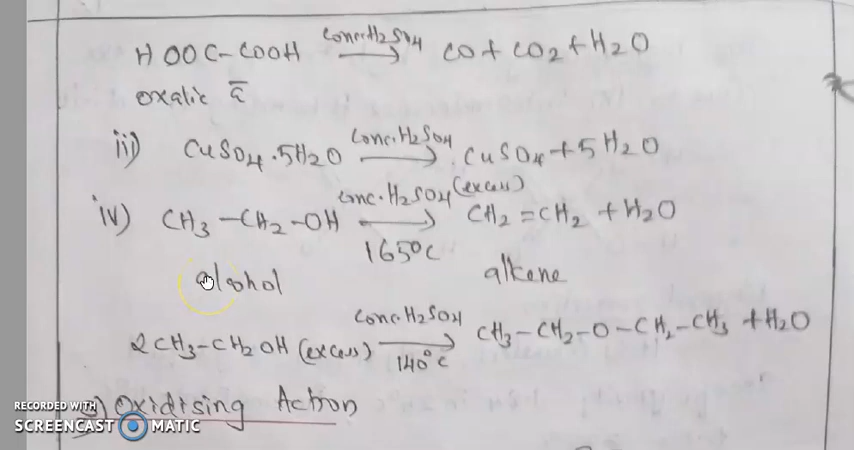 HOOC-COOH conc.H2SO4 → CO + CO2 + H2O
oxalic a̅
iii) CuSO4.5H2O conc.H2SO4 → CuSO4 + 5H2O
iv) CH3-CH2-OH conc.H2SO4 (excess) → 165°C CH2=CH2 + H2O
alcohol alkene
2CH3-CH2OH (excess) conc.H2SO4 → 140°C CH3-CH2-O-CH2-CH3 + H2O
Oxidising Action
RECORDED WITH
SCREENCAST MATIC